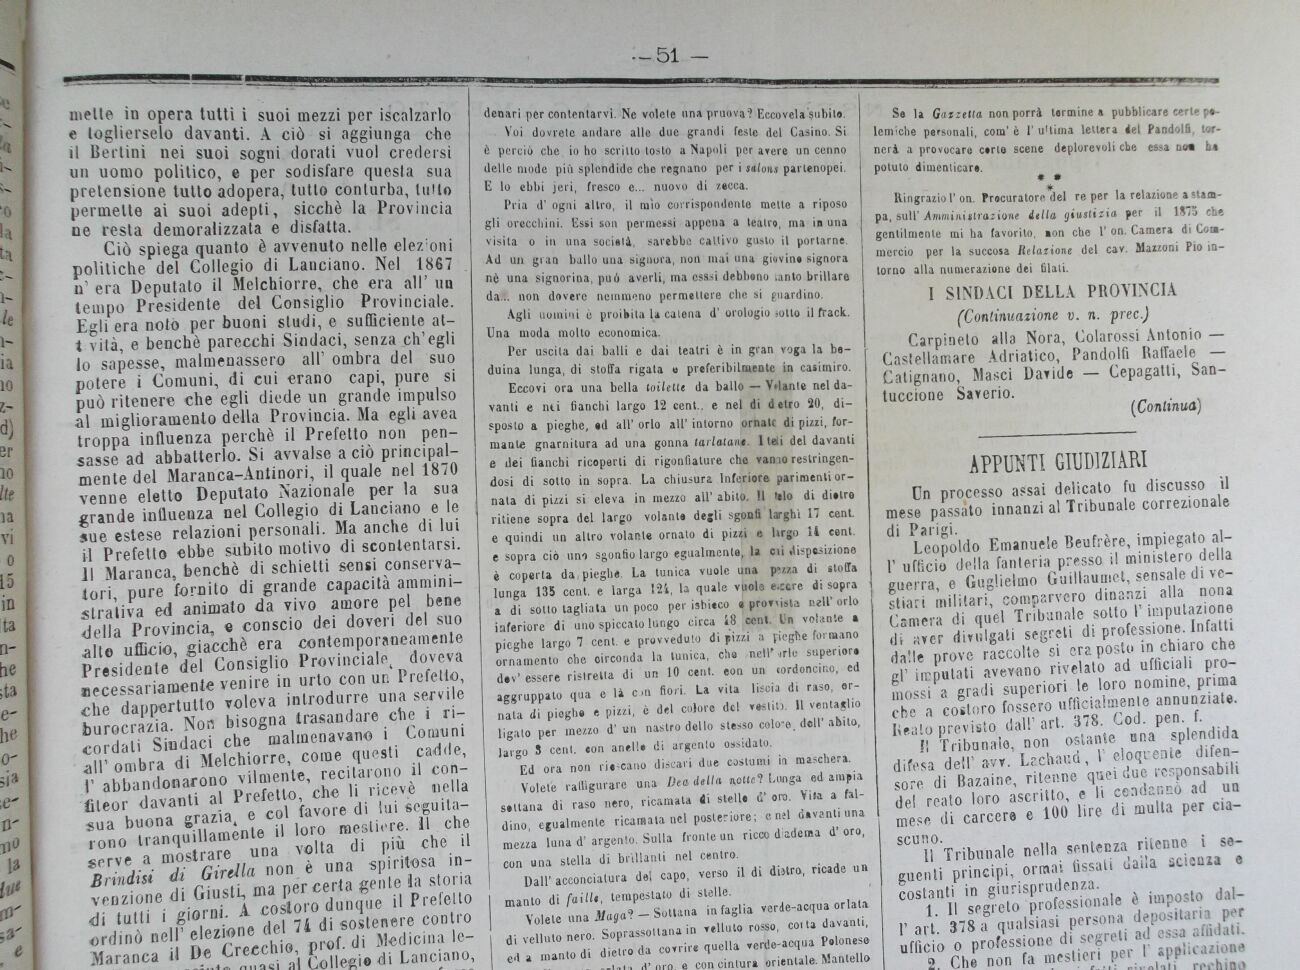 — 51 —
mette in opera tutti i suoi mezzi per iscalzarlo
e toglierselo davanti. A ciò si aggiunga che
il Bertini nei suoi sogni dorati vuol credersi
un uomo politico, e per sodisfare questa sua
pretensione tutto adopera, tutto conturba, tutto
permette ai suoi adepti, sicchè la Provincia
ne resta demoralizzata e disfatta.
Ciò spiega quanto è avvenuto nelle elezioni
politiche del Collegio di Lanciano. Nel 1867
n' era Deputato il Melchiorre, che era all' un
tempo Presidente del Consiglio Provinciale.
Egli era noto per buoni studi, e sufficiente at-
tività, e benchè parecchi Sindaci, senza ch'egli
lo sapesse, malmenassero all' ombra del suo
potere i Comuni, di cui erano capi, pure si
può ritenere che egli diede un grande impulso
al miglioramento della Provincia. Ma egli avea
troppa influenza perchè il Prefetto non pen-
sasse ad abbatterlo. Si avvalse a ciò principal-
mente del Maranca-Antinori, il quale nel 1870
venne eletto Deputato Nazionale per la sua
grande influenza nel Collegio di Lanciano e le
sue estese relazioni personali. Ma anche di lui
il Prefetto ebbe subito motivo di scontentarsi.
Il Maranca, benchè di schietti sensi conserva-
tori, pure fornito di grande capacità ammini-
strativa ed animato da vivo amore pel bene
della Provincia, e conscio dei doveri del suo
alto ufficio, giacchè era contemporaneamente
Presidente del Consiglio Provinciale, doveva
necessariamente venire in urto con un Prefetto,
che dappertutto voleva introdurre una servile
burocrazia. Non bisogna trasandare che i ri-
cordati Sindaci che malmenavano i Comuni
all' ombra di Melchiorre, come questi cadde,
l' abbandonarono vilmente, recitarono il con-
fiteor davanti al Prefetto, che li ricevè nella
sua buona grazia, e col favore di lui seguita-
rono tranquillamente il loro mestiere. Il che
serve a mostrare una volta di più che il
Brindisi di Girella non è una spiritosa in-
venzione di Giusti, ma per certa gente la storia
di tutti i giorni. A costoro dunque il Prefetto
ordinò nell' elezione del 74 di sostenere contro
Maranca il De Crecchio, prof. di Medicina le-
quasi al Collegio di Lanciano,
denari per contentarvi. Ne volete una pruova? Eccovela subito.
Voi dovrete andare alle due grandi feste del Casino. Si
è perciò che io ho scritto tosto a Napoli per avere un cenno
delle mode più splendide che regnano per i salons partenopei.
E lo ebbi jeri, fresco e... nuovo di zecca.
Pria d' ogni altro, il mio corrispondente mette a riposo
gli orecchini. Essi son permessi appena a teatro, ma in una
visita o in una società, sarebbe cattivo gusto il portarne.
Ad un gran ballo una signora, non mai una giovine signora
nè una signorina, può averli, ma esssi debbono tanto brillare
da... non dovere nemmeno permettere che si guardino.
Agli uomini è proibita la catena d' orologio sotto il frack.
Una moda molto economica.
Per uscita dai balli e dai teatri è in gran voga la be-
duina lunga, di stoffa rigata e preferibilmente in casimiro.
Eccovi ora una bella toilette da ballo — Volante nel da-
vanti e nei fianchi largo 12 cent., e nel di dietro 20, di-
sposto a pieghe, ed all' orlo all' intorno ornate di pizzi, for-
mante gnarnitura ad una gonna tarlatane. I teli del davanti
e dei fianchi ricoperti di rigonfiature che vanno restringen-
dosi di sotto in sopra. La chiusura Inferiore parimenti or-
nata di pizzi si eleva in mezzo all' abito. Il telo di dietro
ritiene sopra del largo volante degli sgonfi larghi 17 cent.
e quindi un altro volante ornato di pizzi e largo 14 cent.
e sopra ciò uno sgonfio largo egualmente, la cui disposizione
è coperta da pieghe. La tunica vuole una pezza di stoffa
lunga 135 cent. e larga 124, la quale vuole essere di sopra
a di sotto tagliata un poco per isbieco e provvista nell' orlo
inferiore di uno spiccato lungo circa 18 cent. Un volante a
pieghe largo 7 cent. e provveduto di pizzi a pieghe formano
ornamento che circonda la tunica, che nell' orlo superiore
dev' essere ristretta di un 10 cent. con un cordoncino, ed
aggruppato qua e là con fiori. La vita liscia di raso, or-
nata di pieghe e pizzi, è del colore del vestito. Il ventaglio
ligato per mezzo d' un nastro dello stesso colore, dell' abito,
largo 3 cent. con anelle di argento ossidato.
Ed ora non riescano discari due costumi in maschera.
Volete raffigurare una Dea della notte? Lunga ed ampia
sottana di raso nero, ricamata di stelle d' oro. Vita a fal-
dino, egualmente ricamata nel posteriore; e nel davanti una
mezza luna d' argento. Sulla fronte un ricco diadema d' oro,
con una stella di brillanti nel centro.
Dall' acconciatura del capo, verso il di distro, ricade un
manto di faille, tempestato di stelle.
Volete una Maga? — Sottana in faglia verde-acqua orlata
di velluto nero. Soprassottana in velluto rosso, corta davanti,
ed a manto di dietro da covrire quella verde-acqua Polonese
orlata d' oro e con cintura orientale. Mantello
Se la Gazzetta non porrà termine a pubblicare certe po-
lemiche personali, com' è l' ultima lettera del Pandolfi, tor-
nerà a provocare certe scene deplorevoli che essa non ha
potuto dimenticare.
* * *
Ringrazio l' on. Procuratore del re per la relazione a stam-
pa, sull' Amministrazione della giustizia per il 1875 che
gentilmente mi ha favorito, non che l' on. Camera di Com-
mercio per la succosa Relazione del cav. Mazzoni Pio in-
torno alla numerazione dei filati.
I SINDACI DELLA PROVINCIA
(Continuazione v. n. prec.)
Carpineto alla Nora, Colarossi Antonio —
Castellamare Adriatico, Pandolfi Raffaele —
Catignano, Masci Davide — Cepagatti, San-
tuccione Saverio.
(Continua)
APPUNTI GIUDIZIARI
Un processo assai delicato fu discusso il
mese passato innanzi al Tribunale correzionale
di Parigi.
Leopoldo Emanuele Beufrère, impiegato al-
l' ufficio della fanteria presso il ministero della
guerra, e Guglielmo Guillaumet, sensale di ve-
stiari militari, comparvero dinanzi alla nona
Camera di quel Tribunale sotto l' imputazione
di aver divulgati segreti di professione. Infatti
dalle prove raccolte si era posto in chiaro che
gl' imputati avevano rivelato ad ufficiali pro-
mossi a gradi superiori le loro nomine, prima
che a costoro fossero ufficialmente annunziate.
Reato previsto dall' art. 378. Cod. pen. f.
Il Tribunale, non ostante una splendida
difesa dell' avv. Lachaud, l' eloquente difen-
sore di Bazaine, ritenne quei due responsabili
del reato loro ascritto, e li condannò ad un
mese di carcere e 100 lire di multa per cia-
scuno.
Il Tribunale nella sentenza ritenne i se-
guenti principi, ormai fissati dalla scienza e
costanti in giurisprudenza.
1. Il segreto professionale è imposto dal-
l' art. 378 a qualsiasi persona depositaria per
ufficio o professione di segreti ad essa affidati.
2. Che non fa mestieri per l' applicazione